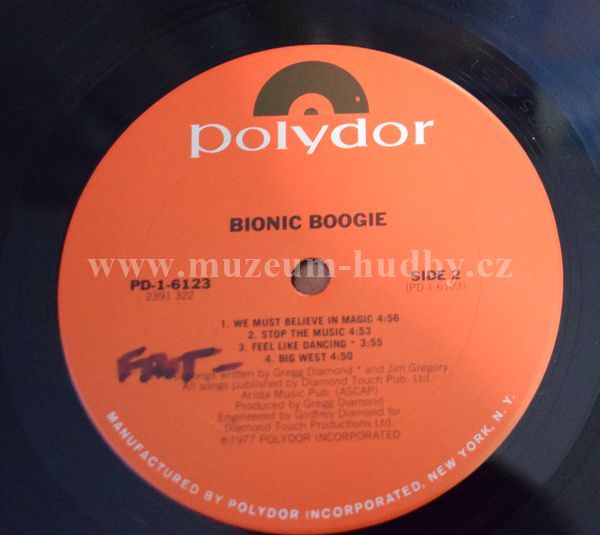 polydor
BIONIC BOOGIE
www.muzeum-hudby.cz
PD-1-6123
2391 322
SIDE 2
(PD-1-6123)
1. WE MUST BELIEVE IN MAGIC 4:56
2. STOP THE MUSIC 4:53
3. FEEL LIKE DANCING * 3:55
4. BIG WEST 4:50
songs written by Gregg Diamond * and Jim Gregory
All songs published by Diamond Touch Pub. Ltd./
Arista Music Pub. (ASCAP)
Produced by Gregg Diamond
Engineered by Godfrey Diamond for
Diamond Touch Productions Ltd.
℗1977 POLYDOR INCORPORATED
MANUFACTURED BY POLYDOR INCORPORATED, NEW YORK, N.Y.